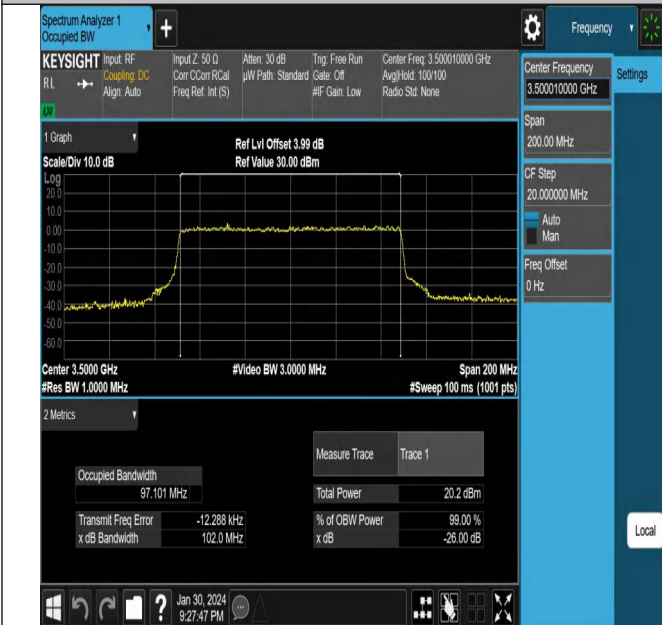 Spectrum Analyzer 1
Occupied BW
Frequency
KEYSIGHT
RL
LNI
Input: RF
Coupling: DC
Align: Auto
Input Z: 50 Ω
Corr CCorr RCal
Freq Ref: Int (S)
Atten: 30 dB
µW Path: Standard
Trig: Free Run
Gate: Off
#IF Gain: Low
Center Freq: 3.500010000 GHz
Avg|Hold: 100/100
Radio Std: None
Center Frequency
3.500010000 GHz
Settings
Span
200.00 MHz
CF Step
20.000000 MHz
Auto
Man
Freq Offset
0 Hz
Local
1 Graph
Scale/Div 10.0 dB
Ref Lvl Offset 3.99 dB
Ref Value 30.00 dBm
Log
20.0
10.0
0.00
-10.0
-20.0
-30.0
-40.0
-50.0
-60.0
Center 3.5000 GHz
#Video BW 3.0000 MHz
Span 200 MHz
#Res BW 1.0000 MHz
#Sweep 100 ms (1001 pts)
2 Metrics
Measure Trace
Trace 1
Occupied Bandwidth
97.101 MHz
Total Power
20.2 dBm
Transmit Freq Error
-12.288 kHz
% of OBW Power
99.00 %
x dB Bandwidth
102.0 MHz
x dB
-26.00 dB
Jan 30, 2024
9:27:47 PM